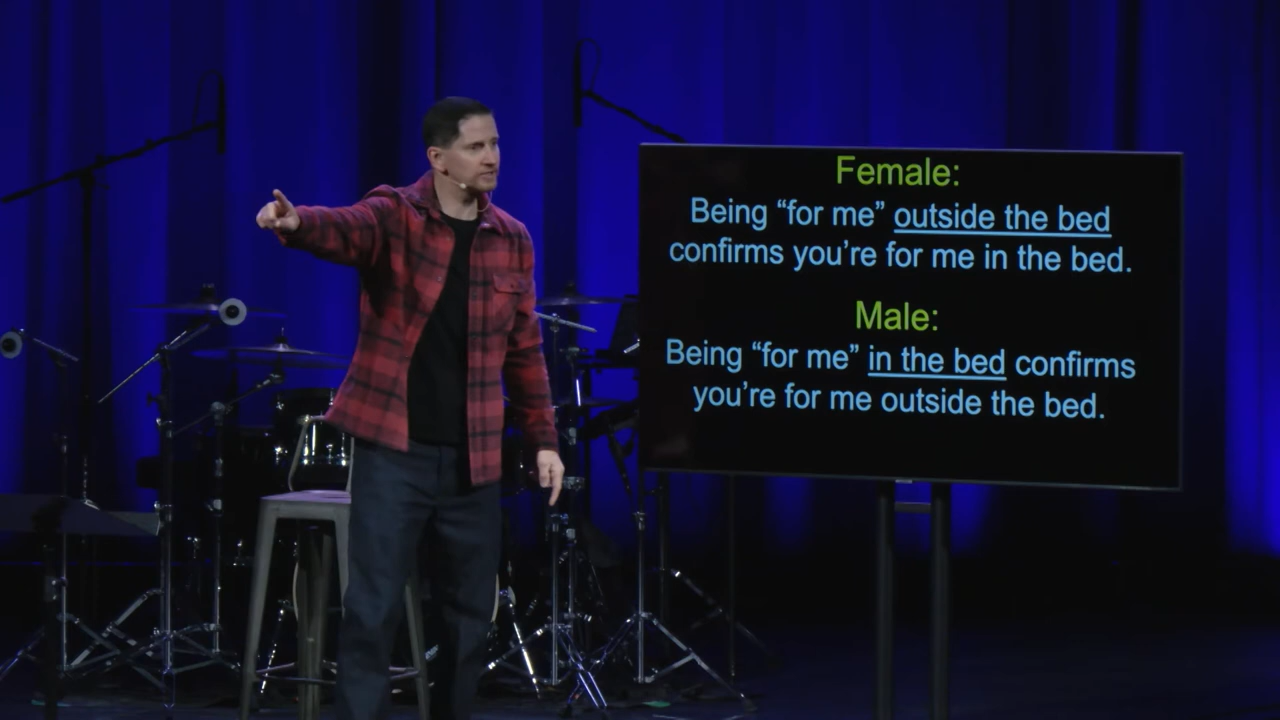 Female:
Being “for me” outside the bed
confirms you’re for me in the bed.
Male:
Being “for me” in the bed confirms
you’re for me outside the bed.